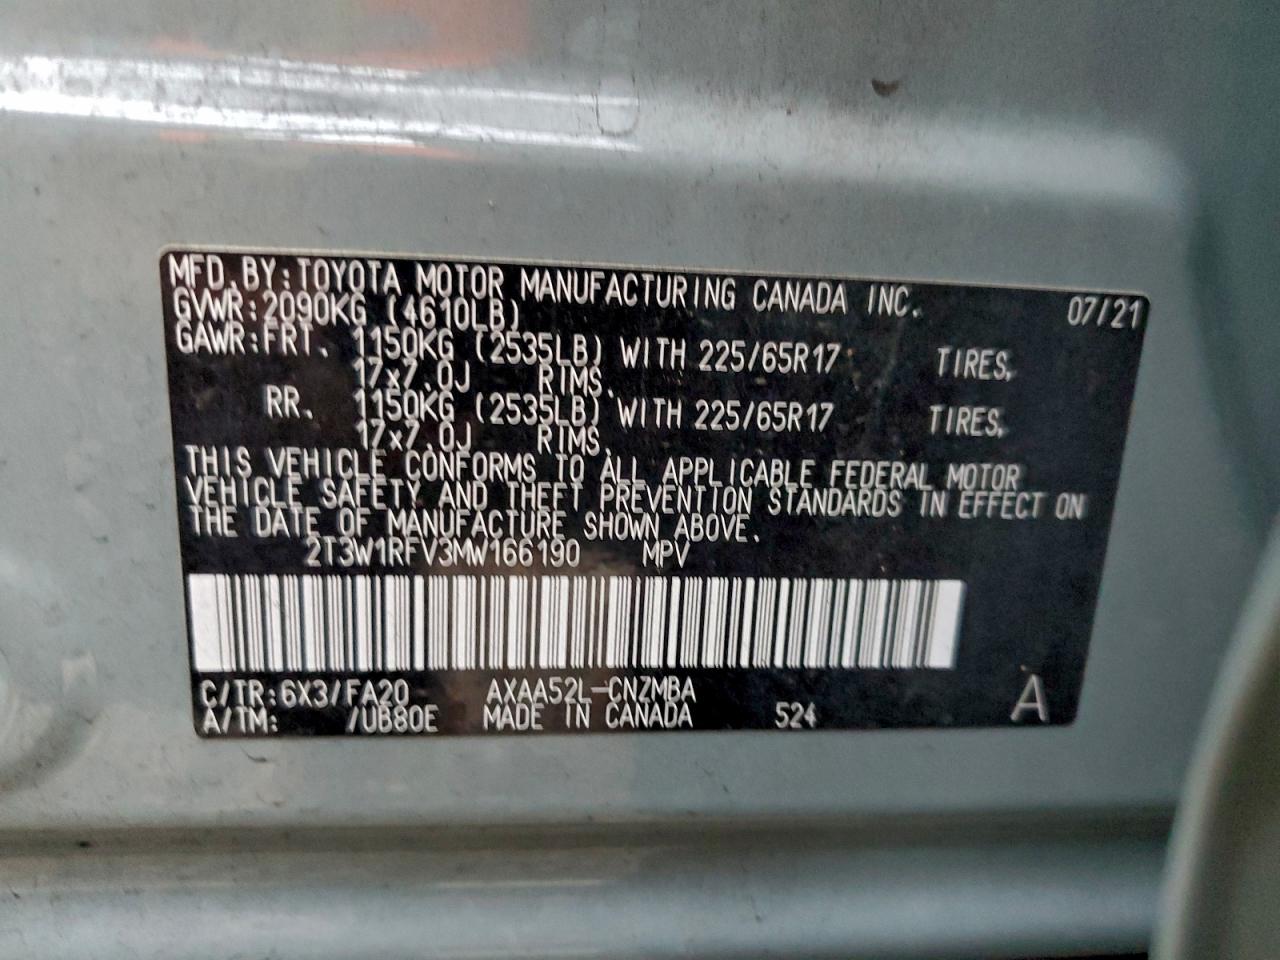 MFD. BY: TOYOTA MOTOR MANUFACTURING CANADA INC. 07/21
GVWR: 2090KG (4610LB)
GAWR: FRT. 1150KG (2535LB) WITH 225/65R17 TIRES,
17x7.0J RIMS.
RR. 1150KG (2535LB) WITH 225/65R17 TIRES,
17x7.0J RIMS.
THIS VEHICLE CONFORMS TO ALL APPLICABLE FEDERAL MOTOR
VEHICLE SAFETY AND THEFT PREVENTION STANDARDS IN EFFECT ON
THE DATE OF MANUFACTURE SHOWN ABOVE.
2T3W1RFV3MW166190 MPV
C/TR: 6X3/FA20 AXAA52L-CNZMBA A
A/TM: /UB80E MADE IN CANADA 524